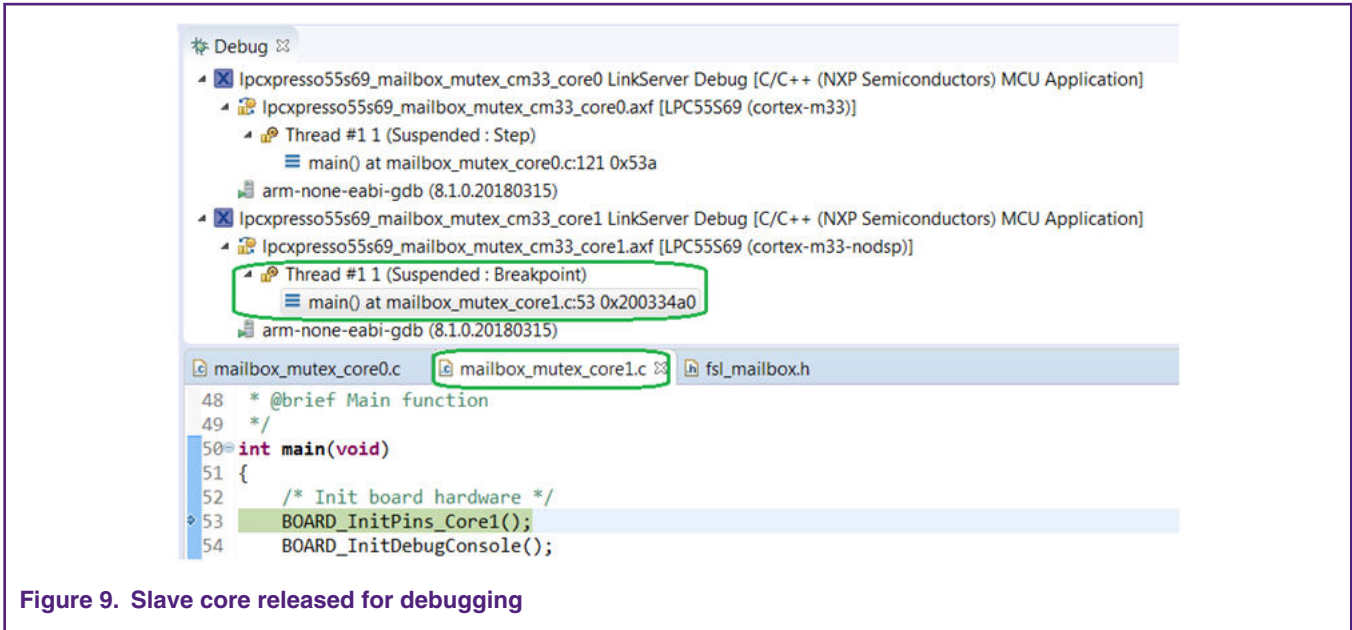 Debug
lpcxpresso55s69_mailbox_mutex_cm33_core0 LinkServer Debug [C/C++ (NXP Semiconductors) MCU Application]
lpcxpresso55s69_mailbox_mutex_cm33_core0.axf [LPC55S69 (cortex-m33)]
Thread #1 1 (Suspended : Step)
main() at mailbox_mutex_core0.c:121 0x53a
arm-none-eabi-gdb (8.1.0.20180315)
lpcxpresso55s69_mailbox_mutex_cm33_core1 LinkServer Debug [C/C++ (NXP Semiconductors) MCU Application]
lpcxpresso55s69_mailbox_mutex_cm33_core1.axf [LPC55S69 (cortex-m33-nodsp)]
Thread #1 1 (Suspended : Breakpoint)
main() at mailbox_mutex_core1.c:53 0x200334a0
arm-none-eabi-gdb (8.1.0.20180315)
mailbox_mutex_core0.c mailbox_mutex_core1.c fsl_mailbox.h
48 * @brief Main function
49 */
50 int main(void)
51 {
52 /* Init board hardware */
53 BOARD_InitPins_Core1();
54 BOARD_InitDebugConsole();
Figure 9. Slave core released for debugging